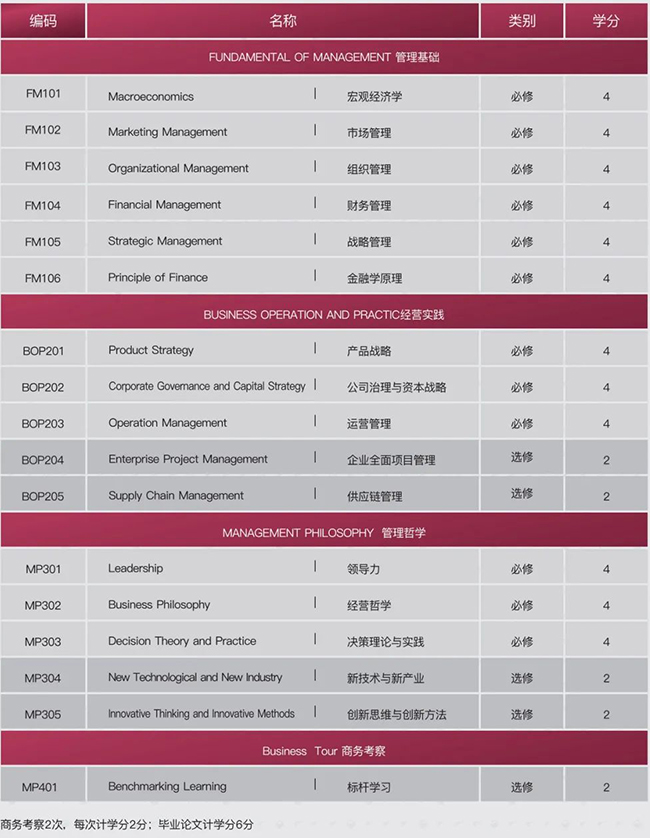 编码 名称 类别 学分
FUNDAMENTAL OF MANAGEMENT 管理基础
FM101 Macroeconomics | 宏观经济学 必修 4
FM102 Marketing Management | 市场管理 必修 4
FM103 Organizational Management | 组织管理 必修 4
FM104 Financial Management | 财务管理 必修 4
FM105 Strategic Management | 战略管理 必修 4
FM106 Principle of Finance | 金融学原理 必修 4
BUSINESS OPERATION AND PRACTIC经营实践
BOP201 Product Strategy | 产品战略 必修 4
BOP202 Corporate Governance and Capital Strategy | 公司治理与资本战略 必修 4
BOP203 Operation Management | 运营管理 必修 4
BOP204 Enterprise Project Management | 企业全面项目管理 选修 2
BOP205 Supply Chain Management | 供应链管理 选修 2
MANAGEMENT PHILOSOPHY 管理哲学
MP301 Leadership | 领导力 必修 4
MP302 Business Philosophy | 经营哲学 必修 4
MP303 Decision Theory and Practice | 决策理论与实践 必修 4
MP304 New Technological and New Industry | 新技术与新产业 选修 2
MP305 Innovative Thinking and Innovative Methods | 创新思维与创新方法 选修 2
Business Tour 商务考察
MP401 Benchmarking Learning | 标杆学习 选修 2
商务考察2次，每次计学分2分；毕业论文计学分6分